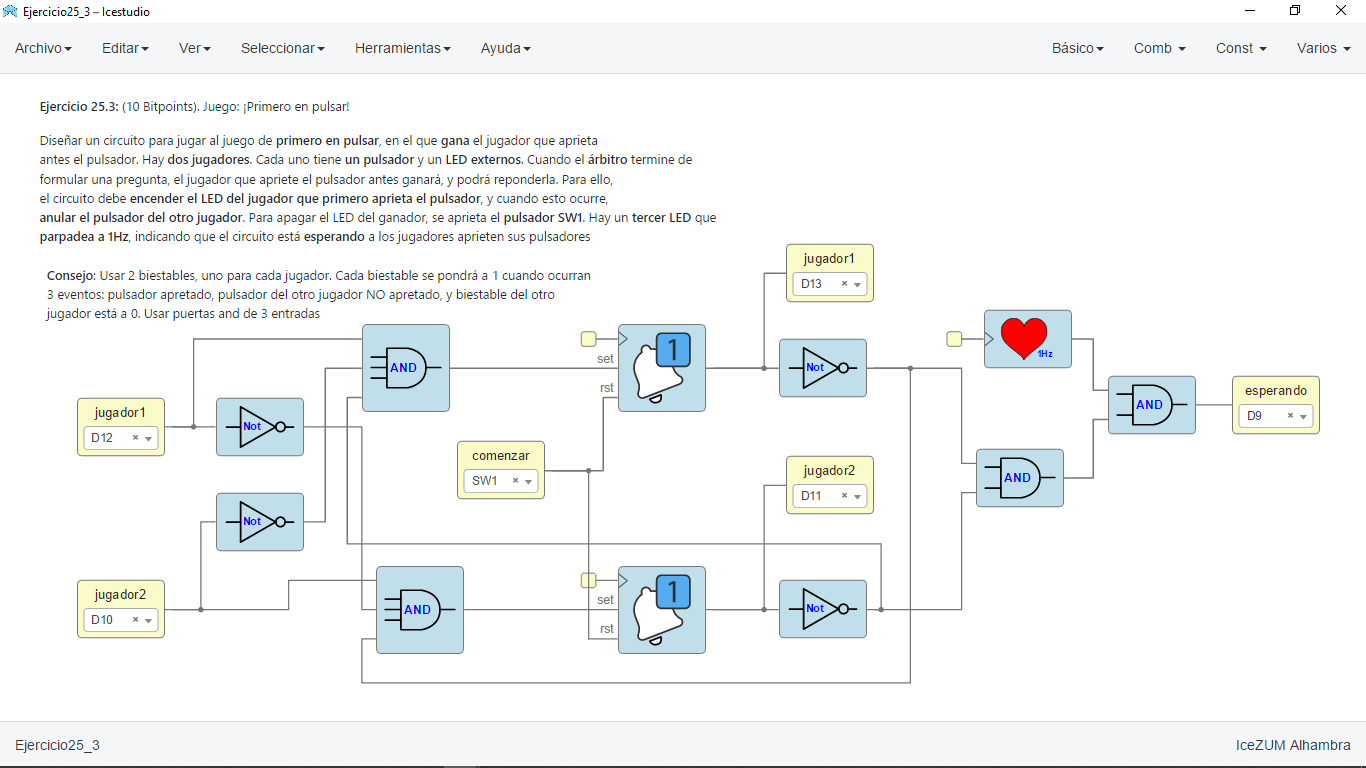 Ejercicio25_3 – Icestudio
Archivo Editar Ver Seleccionar Herramientas Ayuda Básico Comb Const Varios
Ejercicio 25.3: (10 Bitpoints). Juego: ¡Primero en pulsar!
Diseñar un circuito para jugar al juego de primero en pulsar, en el que gana el jugador que aprieta
antes el pulsador. Hay dos jugadores. Cada uno tiene un pulsador y un LED externos. Cuando el árbitro termine de
formular una pregunta, el jugador que apriete el pulsador antes ganará, y podrá reponderla. Para ello,
el circuito debe encender el LED del jugador que primero aprieta el pulsador, y cuando esto ocurre,
anular el pulsador del otro jugador. Para apagar el LED del ganador, se aprieta el pulsador SW1. Hay un tercer LED que
parpadea a 1Hz, indicando que el circuito está esperando a los jugadores aprieten sus pulsadores
Consejo: Usar 2 biestables, uno para cada jugador. Cada biestable se pondrá a 1 cuando ocurran
3 eventos: pulsador apretado, pulsador del otro jugador NO apretado, y biestable del otro
jugador está a 0. Usar puertas and de 3 entradas
jugador1
D13
1
1Hz
set
AND
Not
rst
esperando
D9
AND
jugador1
D12
Not
comenzar
SW1
jugador2
D11
AND
Not
jugador2
D10
AND
1
set
rst
Not
Ejercicio25_3
IceZUM Alhambra